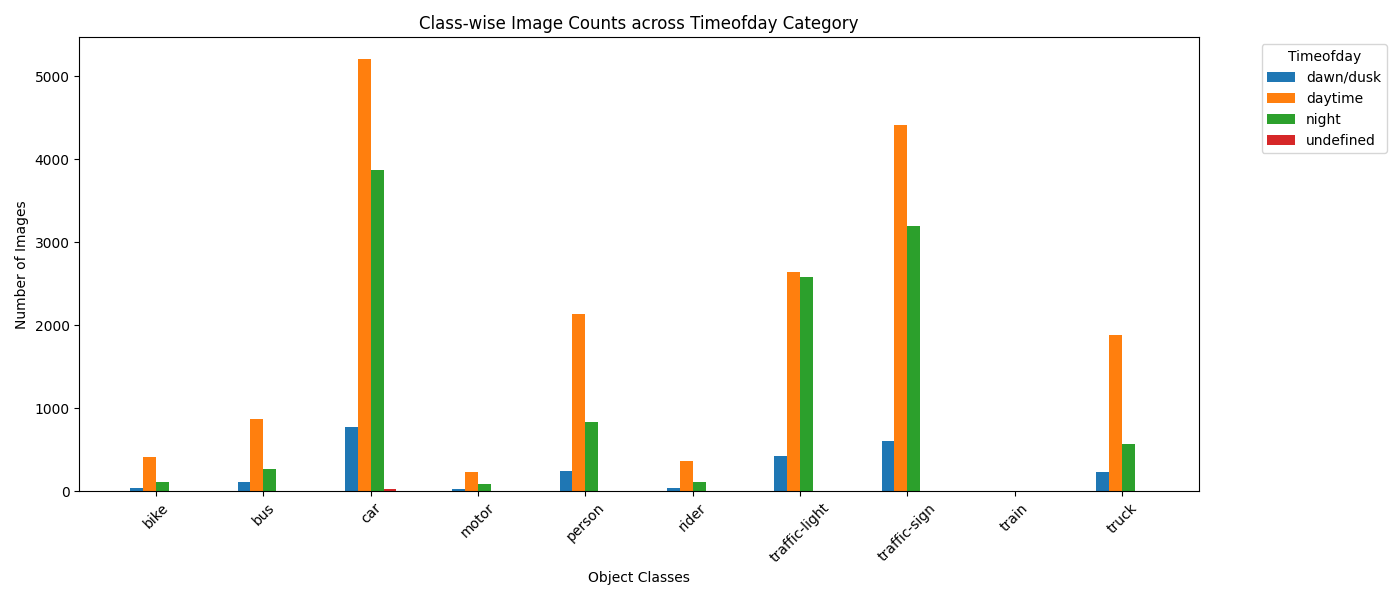 Class-wise Image Counts across Timeofday Category
Timeofday
dawn/dusk
daytime
night
undefined
Number of Images
5000
4000
3000
2000
1000
0
bike
bus
car
motor
person
rider
traffic-light
traffic-sign
train
truck
Object Classes